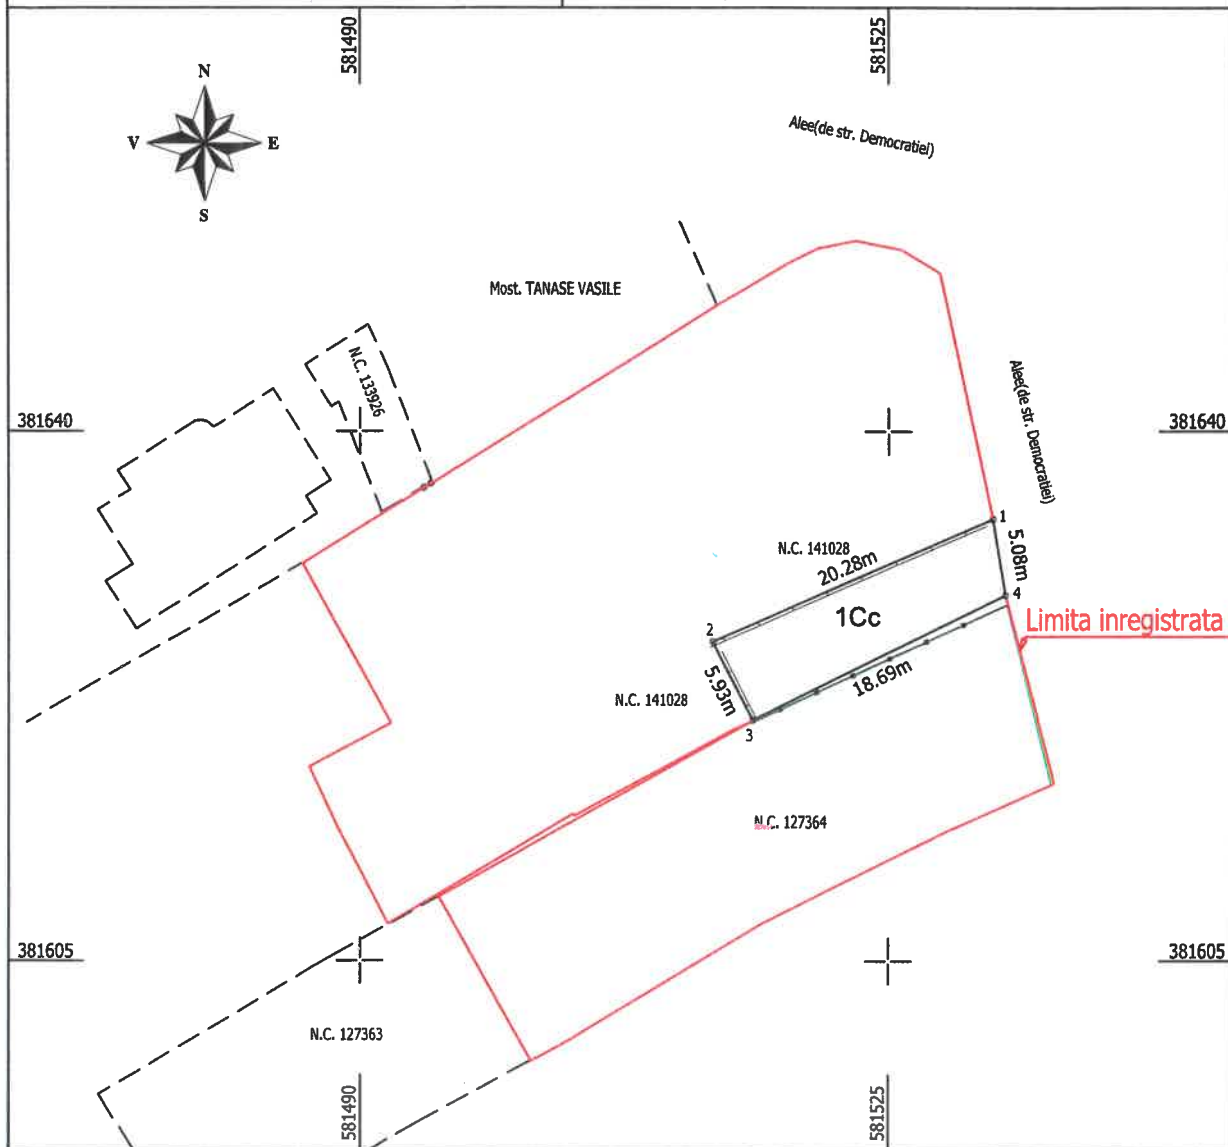 581490
581525
N
V
E
S
Alee(de str. Democratiei)
Most. TANASE VASILE
N.C. 133926
Alee(de str. Democratiei)
381640
381640
1
N.C. 141028
20.28m
5.08m
4
1Cc
Limita inregistrata
2
5.93m
18.69m
N.C. 141028
3
N.C. 127364
381605
381605
N.C. 127363
581490
581525